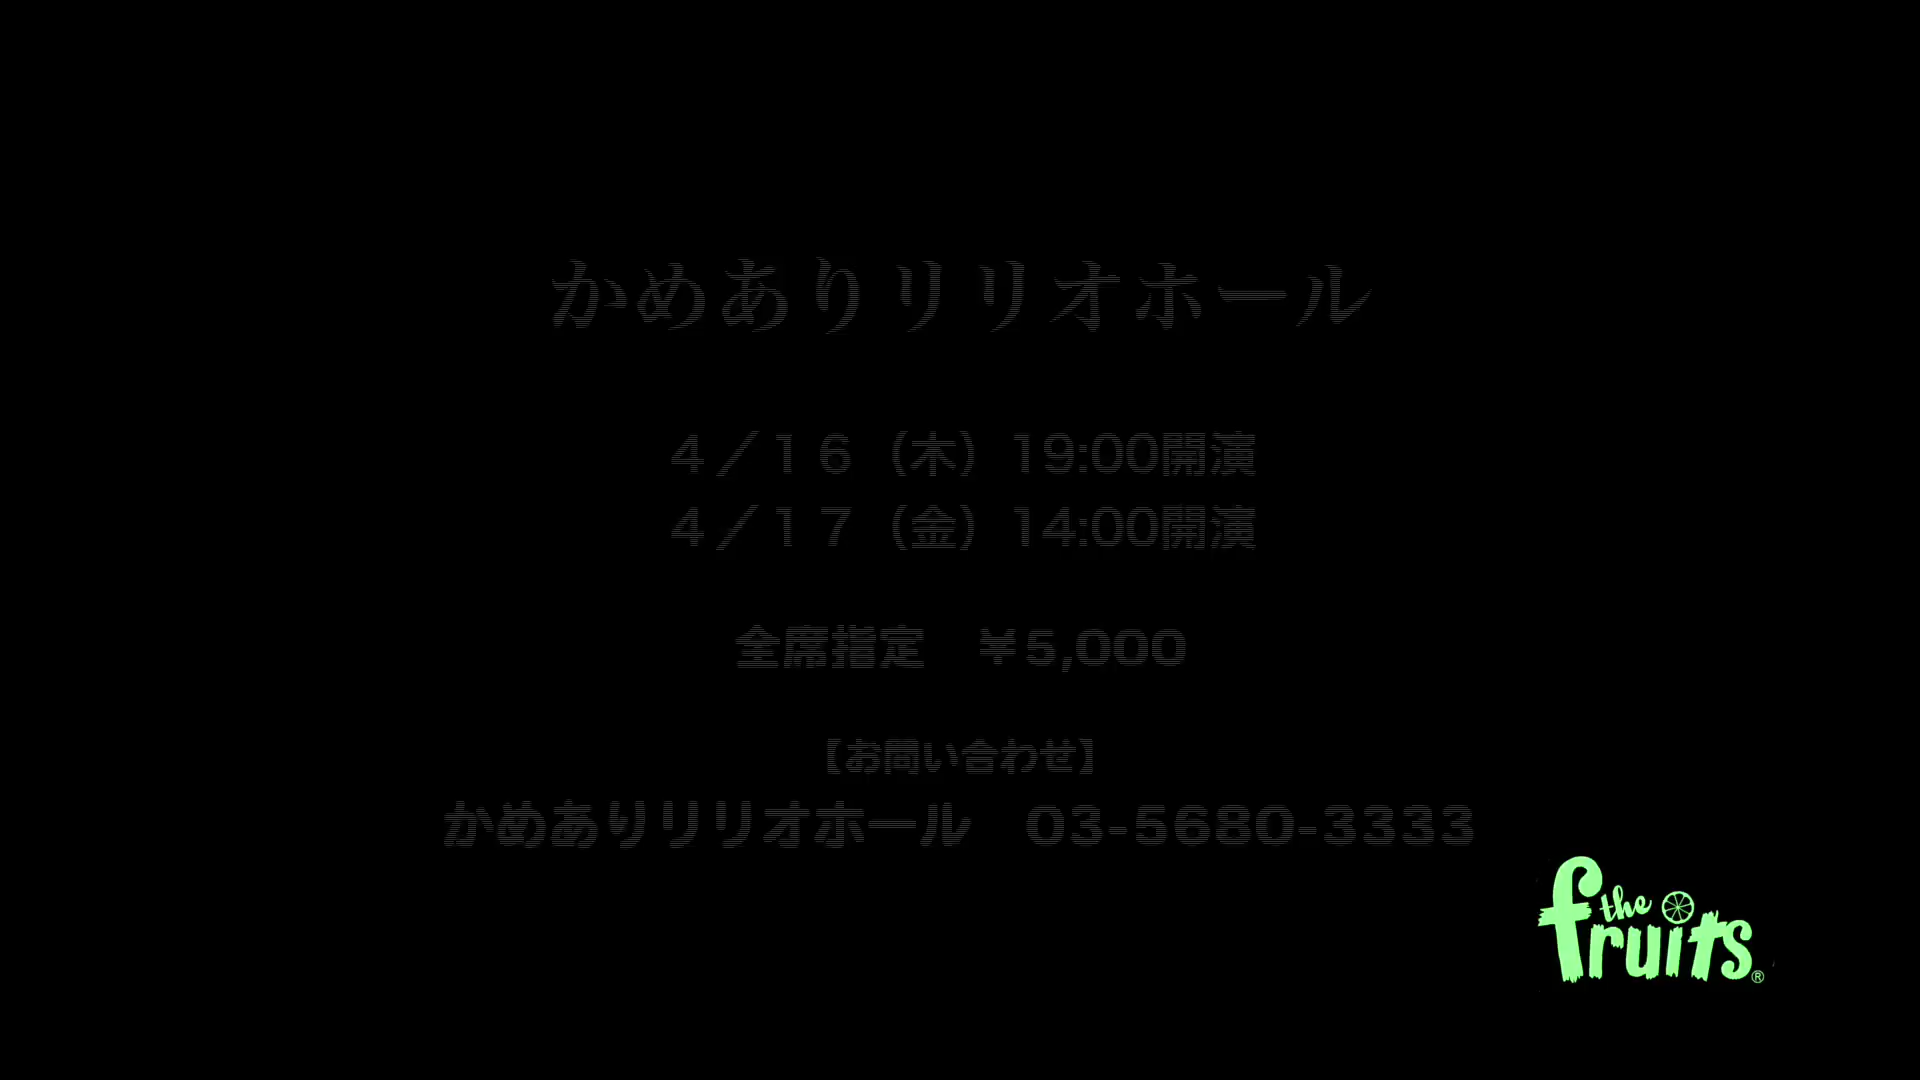 かめありリリオホール
４／１６（木）19:00開演
４／１７（金）14:00開演
全席指定　￥5,000
【お問い合わせ】
かめありリリオホール　03-5680-3333
the fruits®